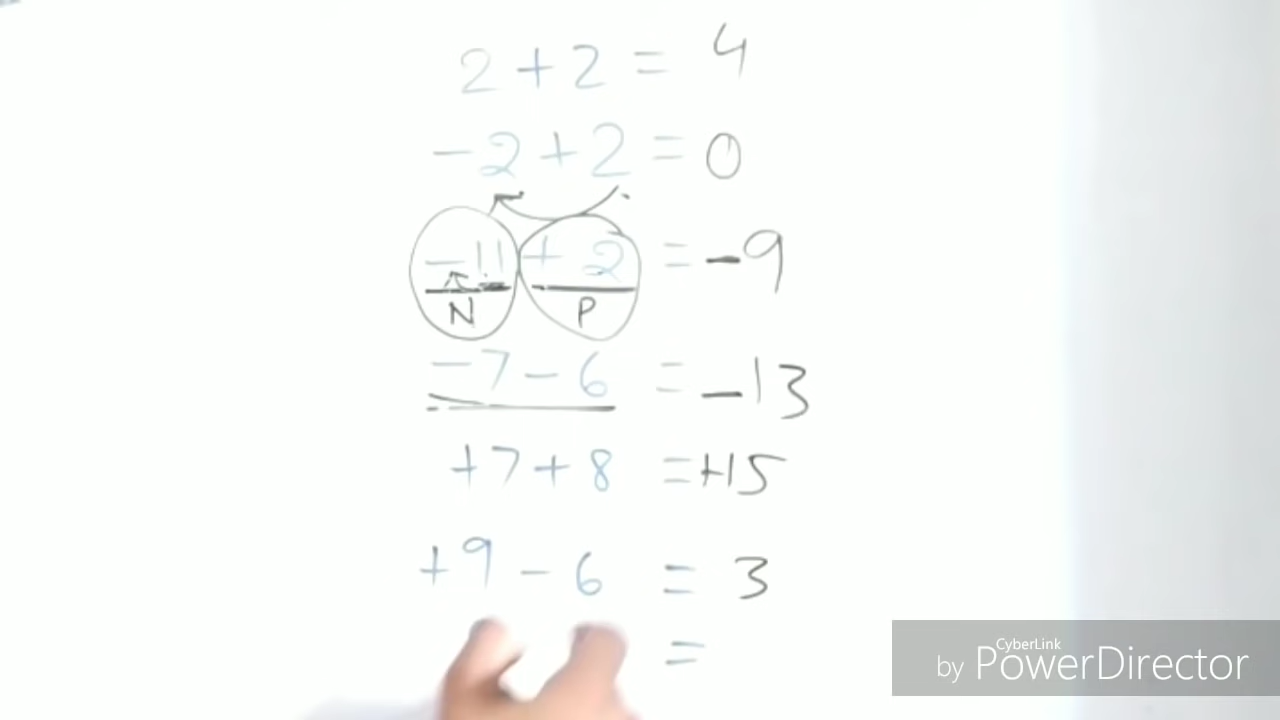 2 + 2 = 4
- 2 + 2 = 0
- 11 + 2 = - 9
N P
- 7 - 6 = - 13
+ 7 + 8 = + 15
+ 9 - 6 = 3
=
CyberLink
by PowerDirector